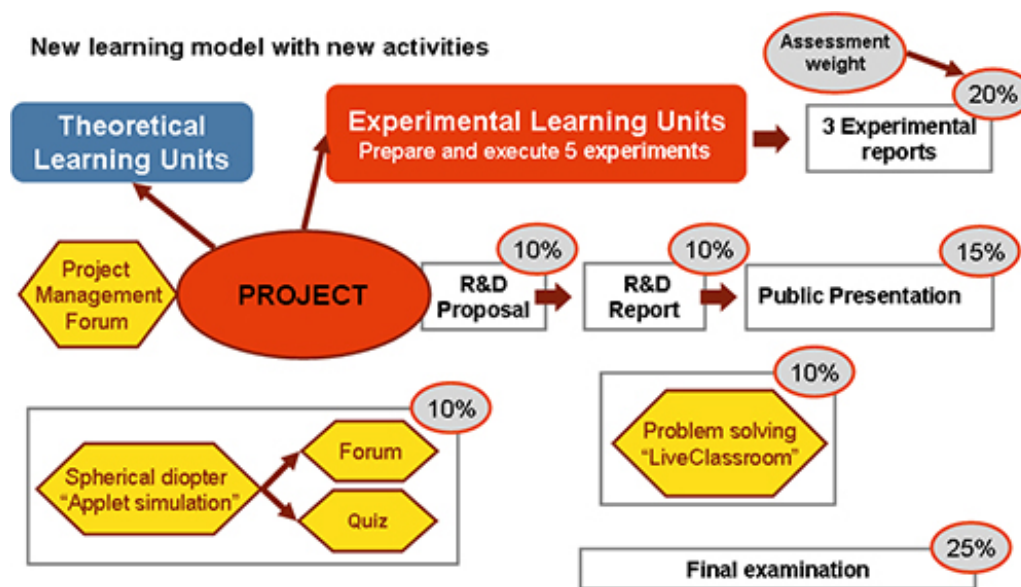 New learning model with new activities
Assessment
weight
20%
Theoretical
Learning Units
Experimental Learning Units
Prepare and execute 5 experiments
3 Experimental
reports
Project
Management
Forum
PROJECT
10%
R&D
Proposal
10%
R&D
Report
15%
Public Presentation
10%
Spherical diopter
"Applet simulation"
Forum
Quiz
10%
Problem solving
"LiveClassroom"
25%
Final examination